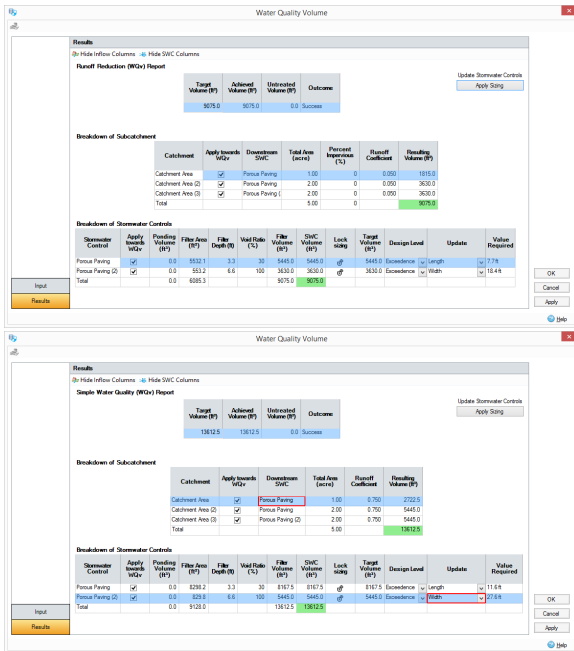 Water Quality Volume
Results
Hide Inflow Columns Hide SWC Columns
Runoff Reduction (WQv) Report
Update Stormwater Controls
Apply Sizing
Target Volume (ft³) Achieved Volume (ft³) Untreated Volume (ft³) Outcome
9075.0 9075.0 0.0 Success
Breakdown of Subcatchment
Catchment Apply towards WQv Downstream SWC Total Area (acre) Percent Impervious (%) Runoff Coefficient Resulting Volume (ft³)
Catchment Area Porous Paving 1.00 0 0.050 1815.0
Catchment Area (2) Porous Paving 2.00 0 0.050 3630.0
Catchment Area (3) Porous Paving ( 2.00 0 0.050 3630.0
Total 5.00 0 9075.0
Breakdown of Stormwater Controls
Stormwater Control Apply towards WQv Ponding Volume (ft³) Filter Area (ft²) Filter Depth (ft) Void Ratio (%) Filter Volume (ft³) SWC Volume (ft³) Lock sizing Target Volume (ft³) Design Level Update Value Required
Porous Paving 0.0 5532.1 3.3 30 5445.0 5445.0 5445.0 Exceedence Length 7.7 ft
Porous Paving (2) 0.0 553.2 6.6 100 3630.0 3630.0 3630.0 Exceedence Width 18.4 ft
Total 0.0 6085.3 9075.0 9075.0
Input
Results
OK
Cancel
Apply
Help
Water Quality Volume
Results
Hide Inflow Columns Hide SWC Columns
Simple Water Quality (WQv) Report
Update Stormwater Controls
Apply Sizing
Target Volume (ft³) Achieved Volume (ft³) Untreated Volume (ft³) Outcome
13612.5 13612.5 0.0 Success
Breakdown of Subcatchment
Catchment Apply towards WQv Downstream SWC Total Area (acre) Runoff Coefficient Resulting Volume (ft³)
Catchment Area Porous Paving 1.00 0.750 2722.5
Catchment Area (2) Porous Paving 2.00 0.750 5445.0
Catchment Area (3) Porous Paving (2) 2.00 0.750 5445.0
Total 5.00 13612.5
Breakdown of Stormwater Controls
Stormwater Control Apply towards WQv Ponding Volume (ft³) Filter Area (ft²) Filter Depth (ft) Void Ratio (%) Filter Volume (ft³) SWC Volume (ft³) Lock sizing Target Volume (ft³) Design Level Update Value Required
Porous Paving 0.0 8298.2 3.3 30 8167.5 8167.5 8167.5 Exceedence Length 11.6 ft
Porous Paving (2) 0.0 829.8 6.6 100 5445.0 5445.0 5445.0 Exceedence Width 27.6 ft
Total 0.0 9128.0 13612.5 13612.5
Input
Results
OK
Cancel
Apply
Help